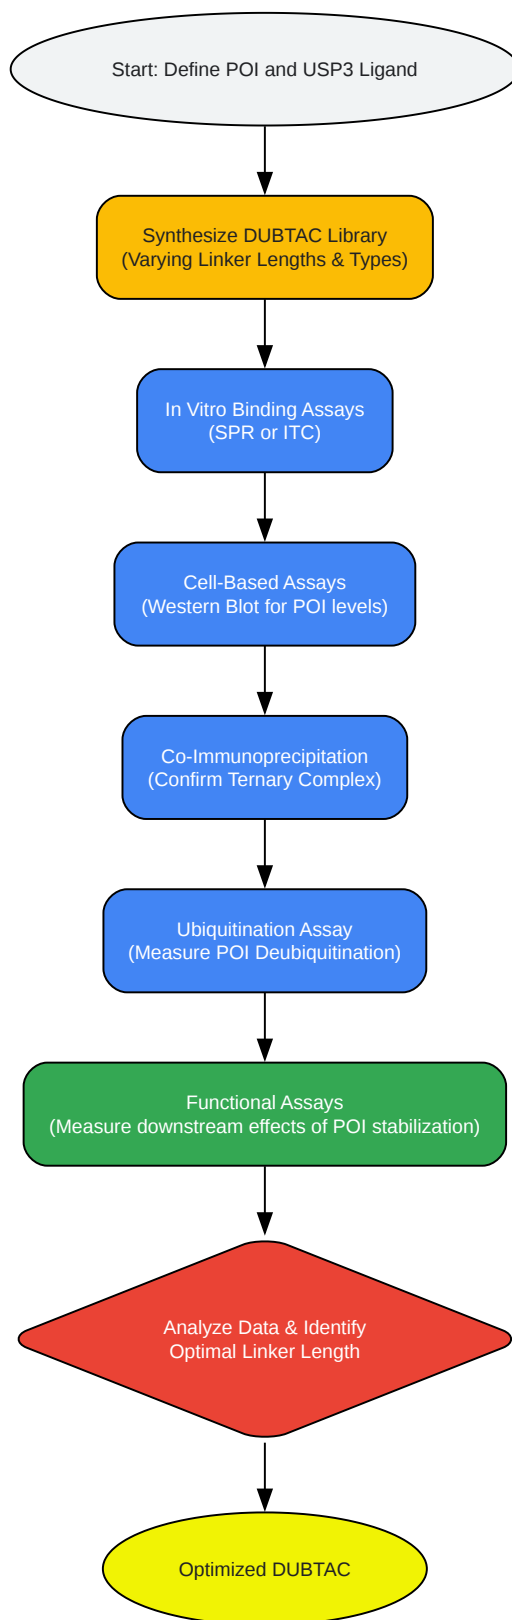 Start: Define POI and USP3 Ligand
Synthesize DUBTAC Library
(Varying Linker Lengths & Types)
In Vitro Binding Assays
(SPR or ITC)
Cell-Based Assays
(Western Blot for POI levels)
Co-Immunoprecipitation
(Confirm Ternary Complex)
Ubiquitination Assay
(Measure POI Deubiquitination)
Functional Assays
(Measure downstream effects of POI stabilization)
Analyze Data & Identify
Optimal Linker Length
Optimized DUBTAC